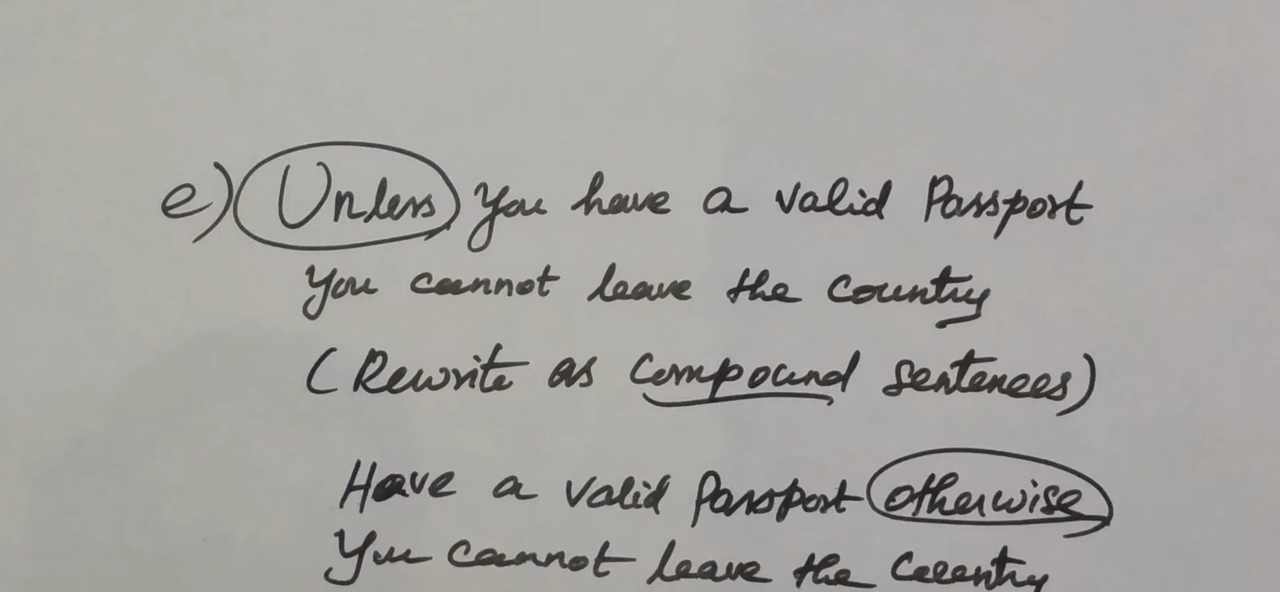 e) Unless you have a valid Passport
you cannot leave the country
(Rewrite as compound sentences)
Have a valid Passport otherwise
You cannot leave the country